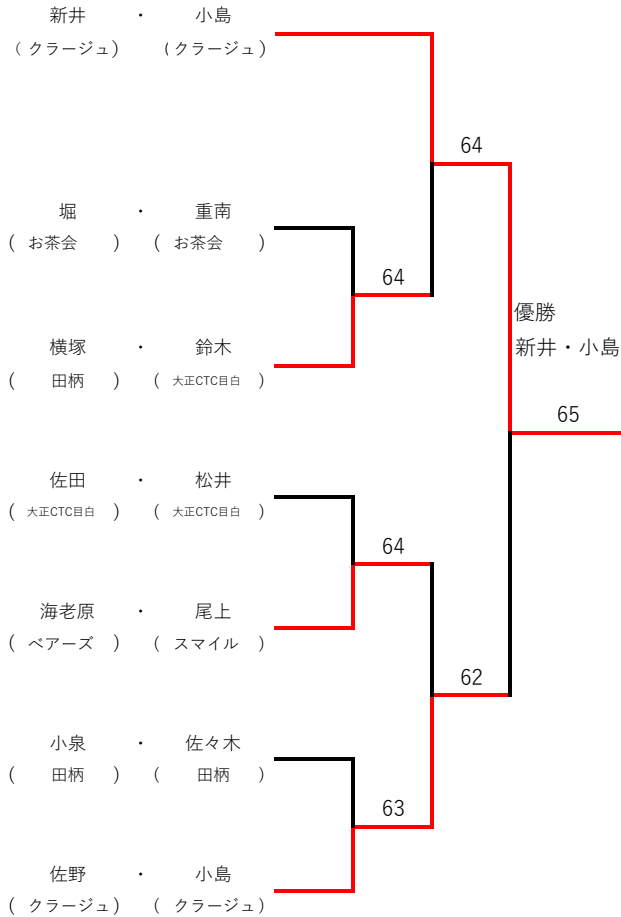 新井 ・ 小島
（ クラージュ） （ クラージュ ）
64
堀 ・ 重南
（ お茶会 ） （ お茶会 ）
64
優勝
新井・小島
横塚 ・ 鈴木
（ 田柄 ） （ 大正CTC目白 ）
65
佐田 ・ 松井
（ 大正CTC目白 ） （ 大正CTC目白 ）
64
海老原 ・ 尾上
（ ベアーズ ） （ スマイル ）
62
小泉 ・ 佐々木
（ 田柄 ） （ 田柄 ）
63
佐野 ・ 小島
（ クラージュ） （ クラージュ ）